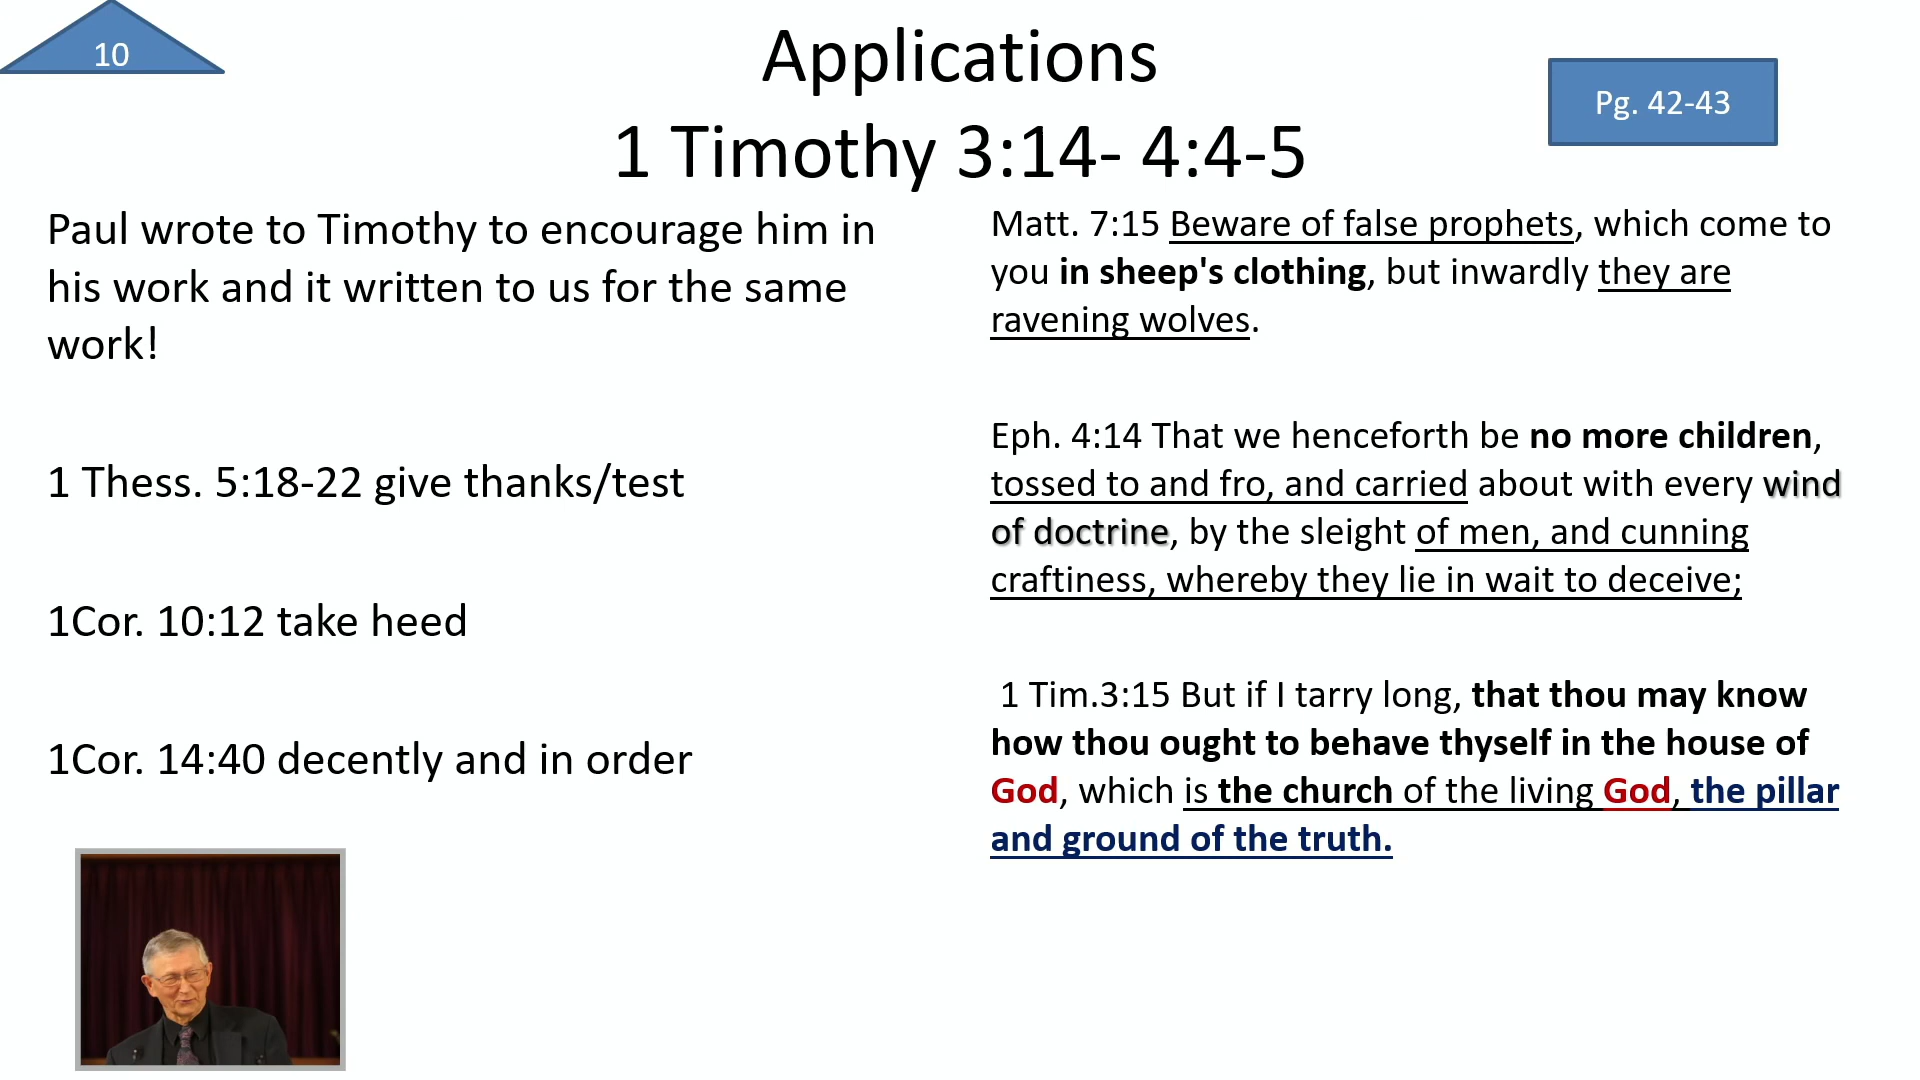 10
Applications
1 Timothy 3:14- 4:4-5
Pg. 42-43
Paul wrote to Timothy to encourage him in
his work and it written to us for the same
work!
1 Thess. 5:18-22 give thanks/test
1Cor. 10:12 take heed
1Cor. 14:40 decently and in order
Matt. 7:15 Beware of false prophets, which come to
you in sheep's clothing, but inwardly they are
ravening wolves.
Eph. 4:14 That we henceforth be no more children,
tossed to and fro, and carried about with every wind
of doctrine, by the sleight of men, and cunning
craftiness, whereby they lie in wait to deceive;
1 Tim.3:15 But if I tarry long, that thou may know
how thou ought to behave thyself in the house of
God, which is the church of the living God, the pillar
and ground of the truth.